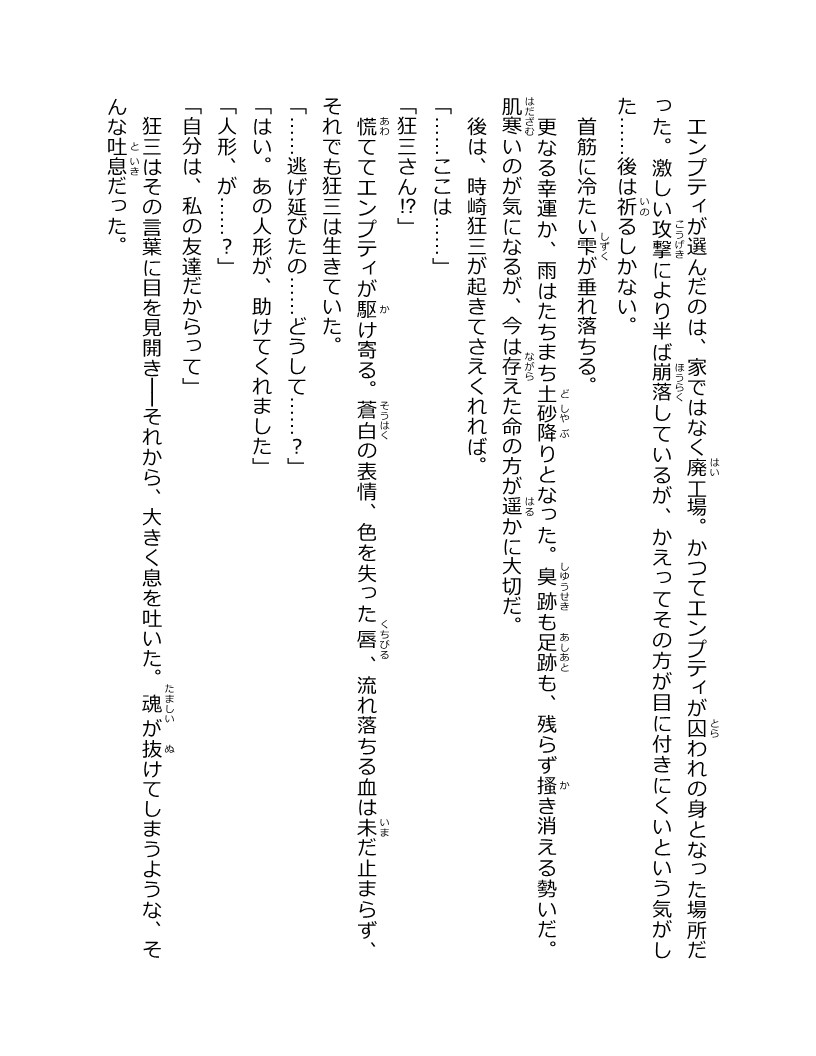 エンプティが選んだのは、家ではなく廃工場。かつてエンプティが囚われの身となった場所だ
った。激しい攻撃により半ば崩落しているが、かえってその方が目に付きにくいという気がし
た……後は祈るしかない。
首筋に冷たい雫が垂れ落ちる。
更なる幸運か、雨はたちまち土砂降りとなった。臭跡も足跡も、残らず掻き消える勢いだ。
肌寒いのが気になるが、今は存えた命の方が遥かに大切だ。
後は、時崎狂三が起きてさえくれれば。
「……ここは……」
「狂三さん!?」
慌ててエンプティが駆け寄る。蒼白の表情、色を失った唇、流れ落ちる血は未だ止まらず、
それでも狂三は生きていた。
「……逃げ延びたの……どうして……?」
「はい。あの人形が、助けてくれました」
「人形、が……?」
「自分は、私の友達だからって」
狂三はその言葉に目を見開き──それから、大きく息を吐いた。魂が抜けてしまうような、そ
んな吐息だった。